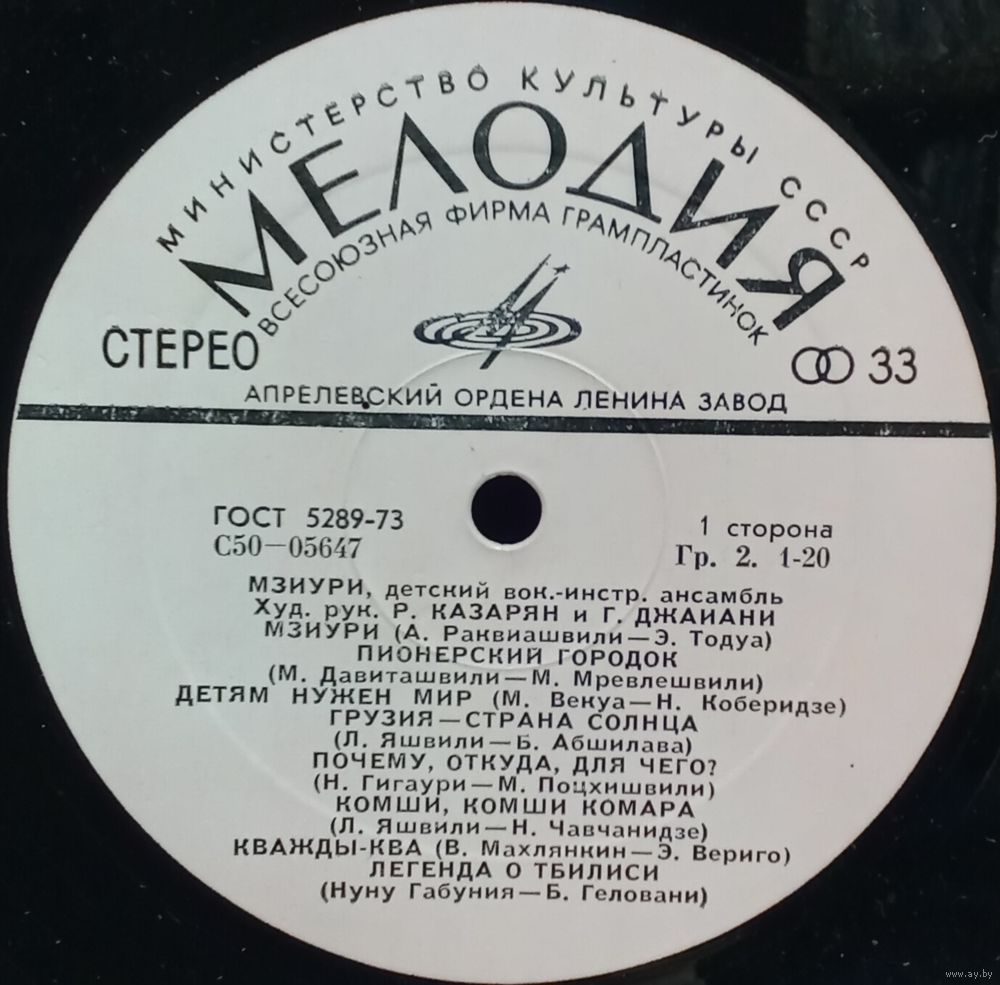 МИНИСТЕРСТВО КУЛЬТУРЫ СССР
МЕЛОДИЯ
ВСЕСОЮЗНАЯ ФИРМА ГРАМПЛАСТИНОК
СТЕРЕО
33
АПРЕЛЕВСКИЙ ОРДЕНА ЛЕНИНА ЗАВОД
ГОСТ 5289-73
1 сторона
С50—05647
Гр. 2. 1-20
МЗИУРИ, детский вок.-инстр. ансамбль
Худ. рук. Р. КАЗАРЯН и Г. ДЖАИАНИ
МЗИУРИ (А. Раквиашвили—Э. Тодуа)
ПИОНЕРСКИЙ ГОРОДОК
(М. Давиташвили—М. Мревлешвили)
ДЕТЯМ НУЖЕН МИР (М. Векуа—Н. Коберидзе)
ГРУЗИЯ—СТРАНА СОЛНЦА
(Л. Яшвили—Б. Абшилава)
ПОЧЕМУ, ОТКУДА, ДЛЯ ЧЕГО?
(Н. Гигаури—М. Поцхишвили)
КОМШИ, КОМШИ КОМАРА
(Л. Яшвили—Н. Чавчанидзе)
КВАЖДЫ-КВА (В. Махлянкин—Э. Вериго)
ЛЕГЕНДА О ТБИЛИСИ
(Нуну Габуния—Б. Геловани)
www.ay.by